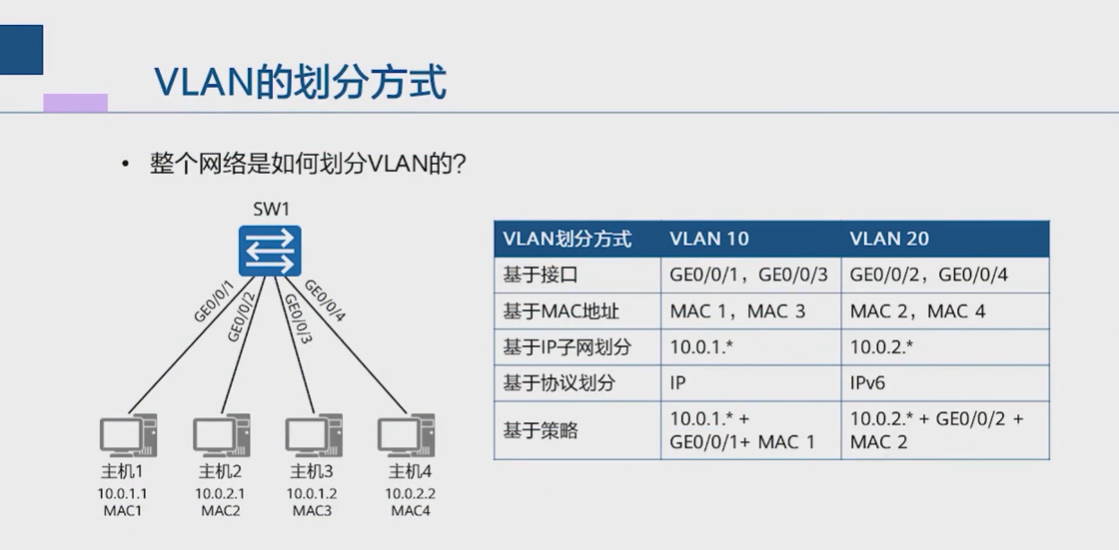 VLAN的划分方式
• 整个网络是如何划分VLAN的?
SW1
GE0/0/1
GE0/0/2
GE0/0/3
GE0/0/4
主机1
10.0.1.1
MAC1
主机2
10.0.2.1
MAC2
主机3
10.0.1.2
MAC3
主机4
10.0.2.2
MAC4
VLAN划分方式 VLAN 10 VLAN 20
基于接口 GE0/0/1，GE0/0/3 GE0/0/2，GE0/0/4
基于MAC地址 MAC 1，MAC 3 MAC 2，MAC 4
基于IP子网划分 10.0.1.* 10.0.2.*
基于协议划分 IP IPv6
基于策略
10.0.1.* +
GE0/0/1+ MAC 1
10.0.2.* + GE0/0/2 +
MAC 2